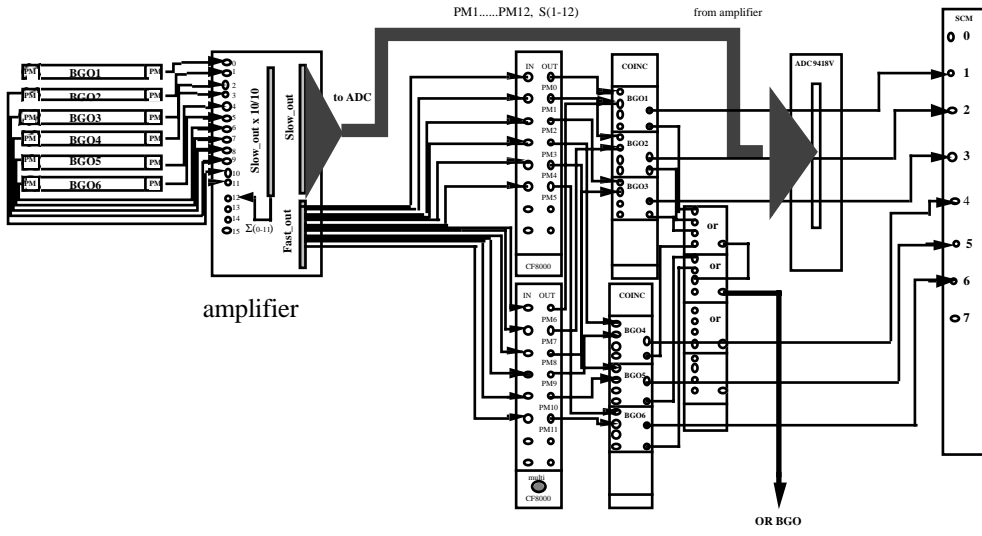 PM1......PM12, S(1-12)
from amplifier
PM BGO1 PM
PM BGO2 PM
PM BGO3 PM
PM BGO4 PM
PM BGO5 PM
PM BGO6 PM
0
1
2
3
4
5
6
7
8
9
10
11
12
13
14
15
Slow_out x 10/10
Slow_out
Σ(0-11)
Fast_out
amplifier
to ADC
IN OUT
PM0
PM1
PM2
PM3
PM4
PM5
CF8000
IN OUT
PM6
PM7
PM8
PM9
PM10
PM11
multi
CF8000
COINC
BGO1
BGO2
BGO3
COINC
BGO4
BGO5
BGO6
or
or
or
OR BGO
ADC9418V
SCM
0
1
2
3
4
5
6
7